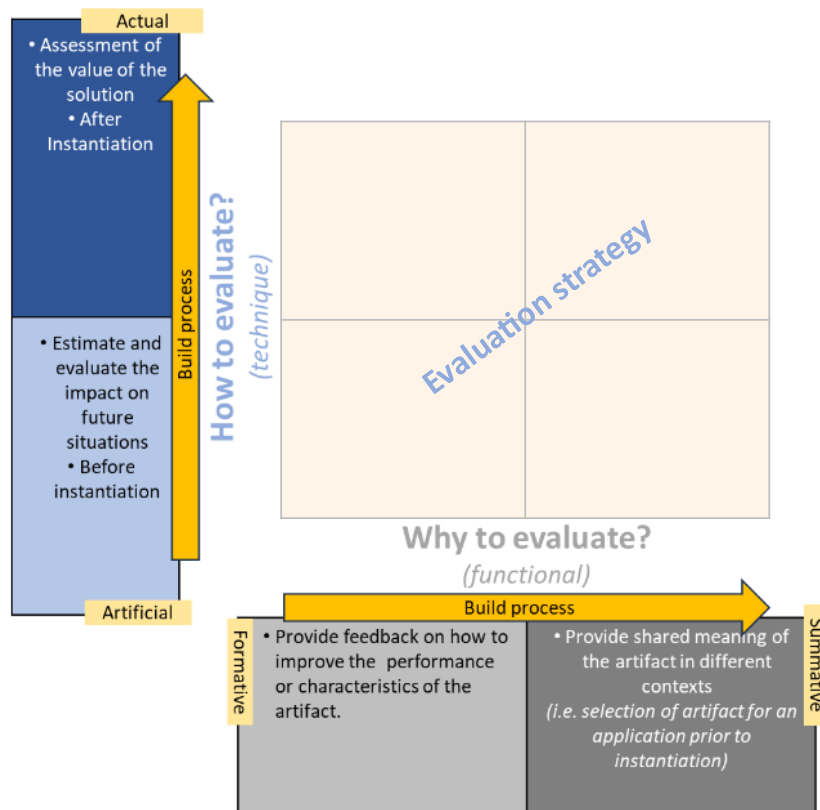 Actual
• Assessment of
the value of the
solution
• After
Instantiation
Build process
• Estimate and
evaluate the
impact on
future
situations
• Before
instantiation
Artificial
How to evaluate?
(technique)
Evaluation strategy
Why to evaluate?
(functional)
Build process
Formative
• Provide feedback on how to
improve the performance
or characteristics of the
artifact.
• Provide shared meaning of
the artifact in different
contexts
(i.e. selection of artifact for an
application prior to
instantiation)
Summative